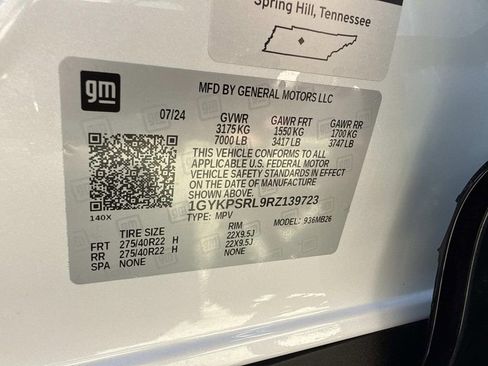 Spring Hill, Tennessee
gm
MFD BY GENERAL MOTORS LLC
07/24 GVWR GAWR FRT GAWR RR
3175 KG 1550 KG 1700 KG
7000 LB 3417 LB 3747 LB
THIS VEHICLE CONFORMS TO ALL
APPLICABLE U.S. FEDERAL MOTOR
VEHICLE SAFETY STANDARDS IN EFFECT
ON THE DATE OF MANUFACTURE
SHOWN ABOVE.
1GYKPSRL9RZ139723
140X TYPE: MPV MODEL: 936MB26
TIRE SIZE RIM
FRT 275/40R22 H 22X9.5J
RR 275/40R22 H 22X9.5J
SPA NONE NONE